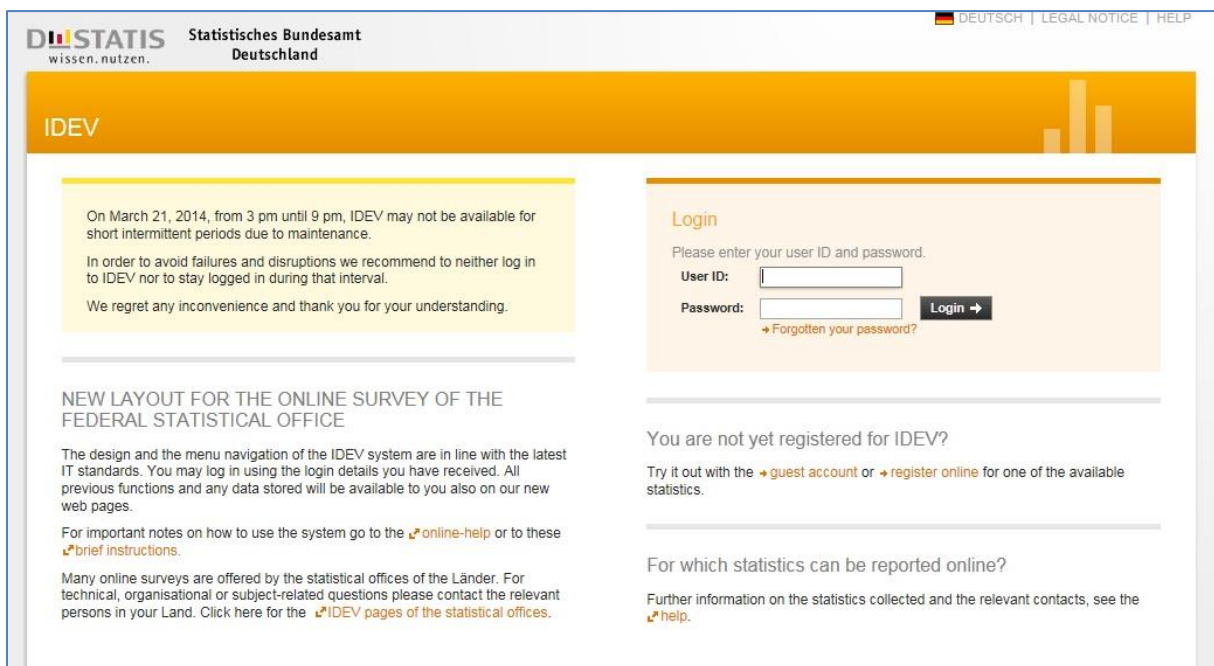 DEUTSCH | LEGAL NOTICE | HELP
DESTATIS
wissen.nutzen.
Statistisches Bundesamt
Deutschland
IDEV
On March 21, 2014, from 3 pm until 9 pm, IDEV may not be available for
short intermittent periods due to maintenance.
In order to avoid failures and disruptions we recommend to neither log in
to IDEV nor to stay logged in during that interval.
We regret any inconvenience and thank you for your understanding.
NEW LAYOUT FOR THE ONLINE SURVEY OF THE
FEDERAL STATISTICAL OFFICE
The design and the menu navigation of the IDEV system are in line with the latest
IT standards. You may log in using the login details you have received. All
previous functions and any data stored will be available to you also on our new
web pages.
For important notes on how to use the system go to the online-help or to these
brief instructions.
Many online surveys are offered by the statistical offices of the Länder. For
technical, organisational or subject-related questions please contact the relevant
persons in your Land. Click here for the IDEV pages of the statistical offices.
Login
Please enter your user ID and password.
User ID:
Password:
Login →
→ Forgotten your password?
You are not yet registered for IDEV?
Try it out with the → guest account or → register online for one of the available
statistics.
For which statistics can be reported online?
Further information on the statistics collected and the relevant contacts, see the
help.